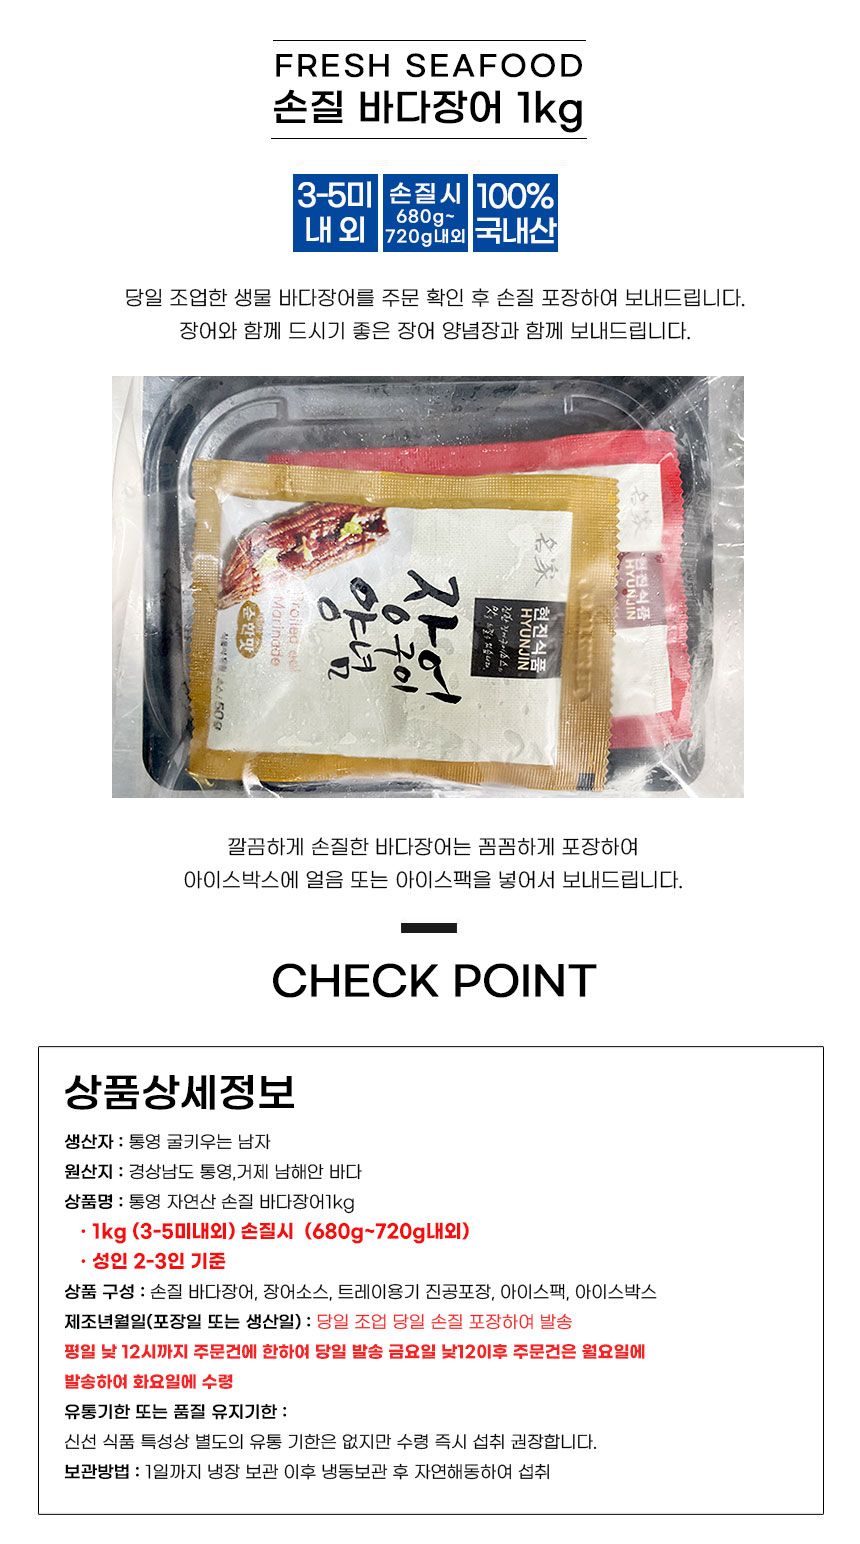 FRESH SEAFOOD
손질 바다장어 1kg
3-5미
내외
손질시
680g~
720g내외
100%
국내산
당일 조업한 생물 바다장어를 주문 확인 후 손질 포장하여 보내드립니다.
장어와 함께 드시기 좋은 장어 양념장과 함께 보내드립니다.
名家
현진식품
HYUNJIN
장어
구이
양념
Broiled eel
Marinade
순한맛
50g
현진식품
HYUNJIN
깔끔하게 손질한 바다장어는 꼼꼼하게 포장하여
아이스박스에 얼음 또는 아이스팩을 넣어서 보내드립니다.
CHECK POINT
상품상세정보
생산자 : 통영 굴키우는 남자
원산지 : 경상남도 통영,거제 남해안 바다
상품명 : 통영 자연산 손질 바다장어1kg
· 1kg (3-5미내외) 손질시 (680g~720g내외)
· 성인 2-3인 기준
상품 구성 : 손질 바다장어, 장어소스, 트레이용기 진공포장, 아이스팩, 아이스박스
제조년월일(포장일 또는 생산일) : 당일 조업 당일 손질 포장하여 발송
평일 낮 12시까지 주문건에 한하여 당일 발송 금요일 낮12이후 주문건은 월요일에
발송하여 화요일에 수령
유통기한 또는 품질 유지기한 :
신선 식품 특성상 별도의 유통 기한은 없지만 수령 즉시 섭취 권장합니다.
보관방법 : 1일까지 냉장 보관 이후 냉동보관 후 자연해동하여 섭취